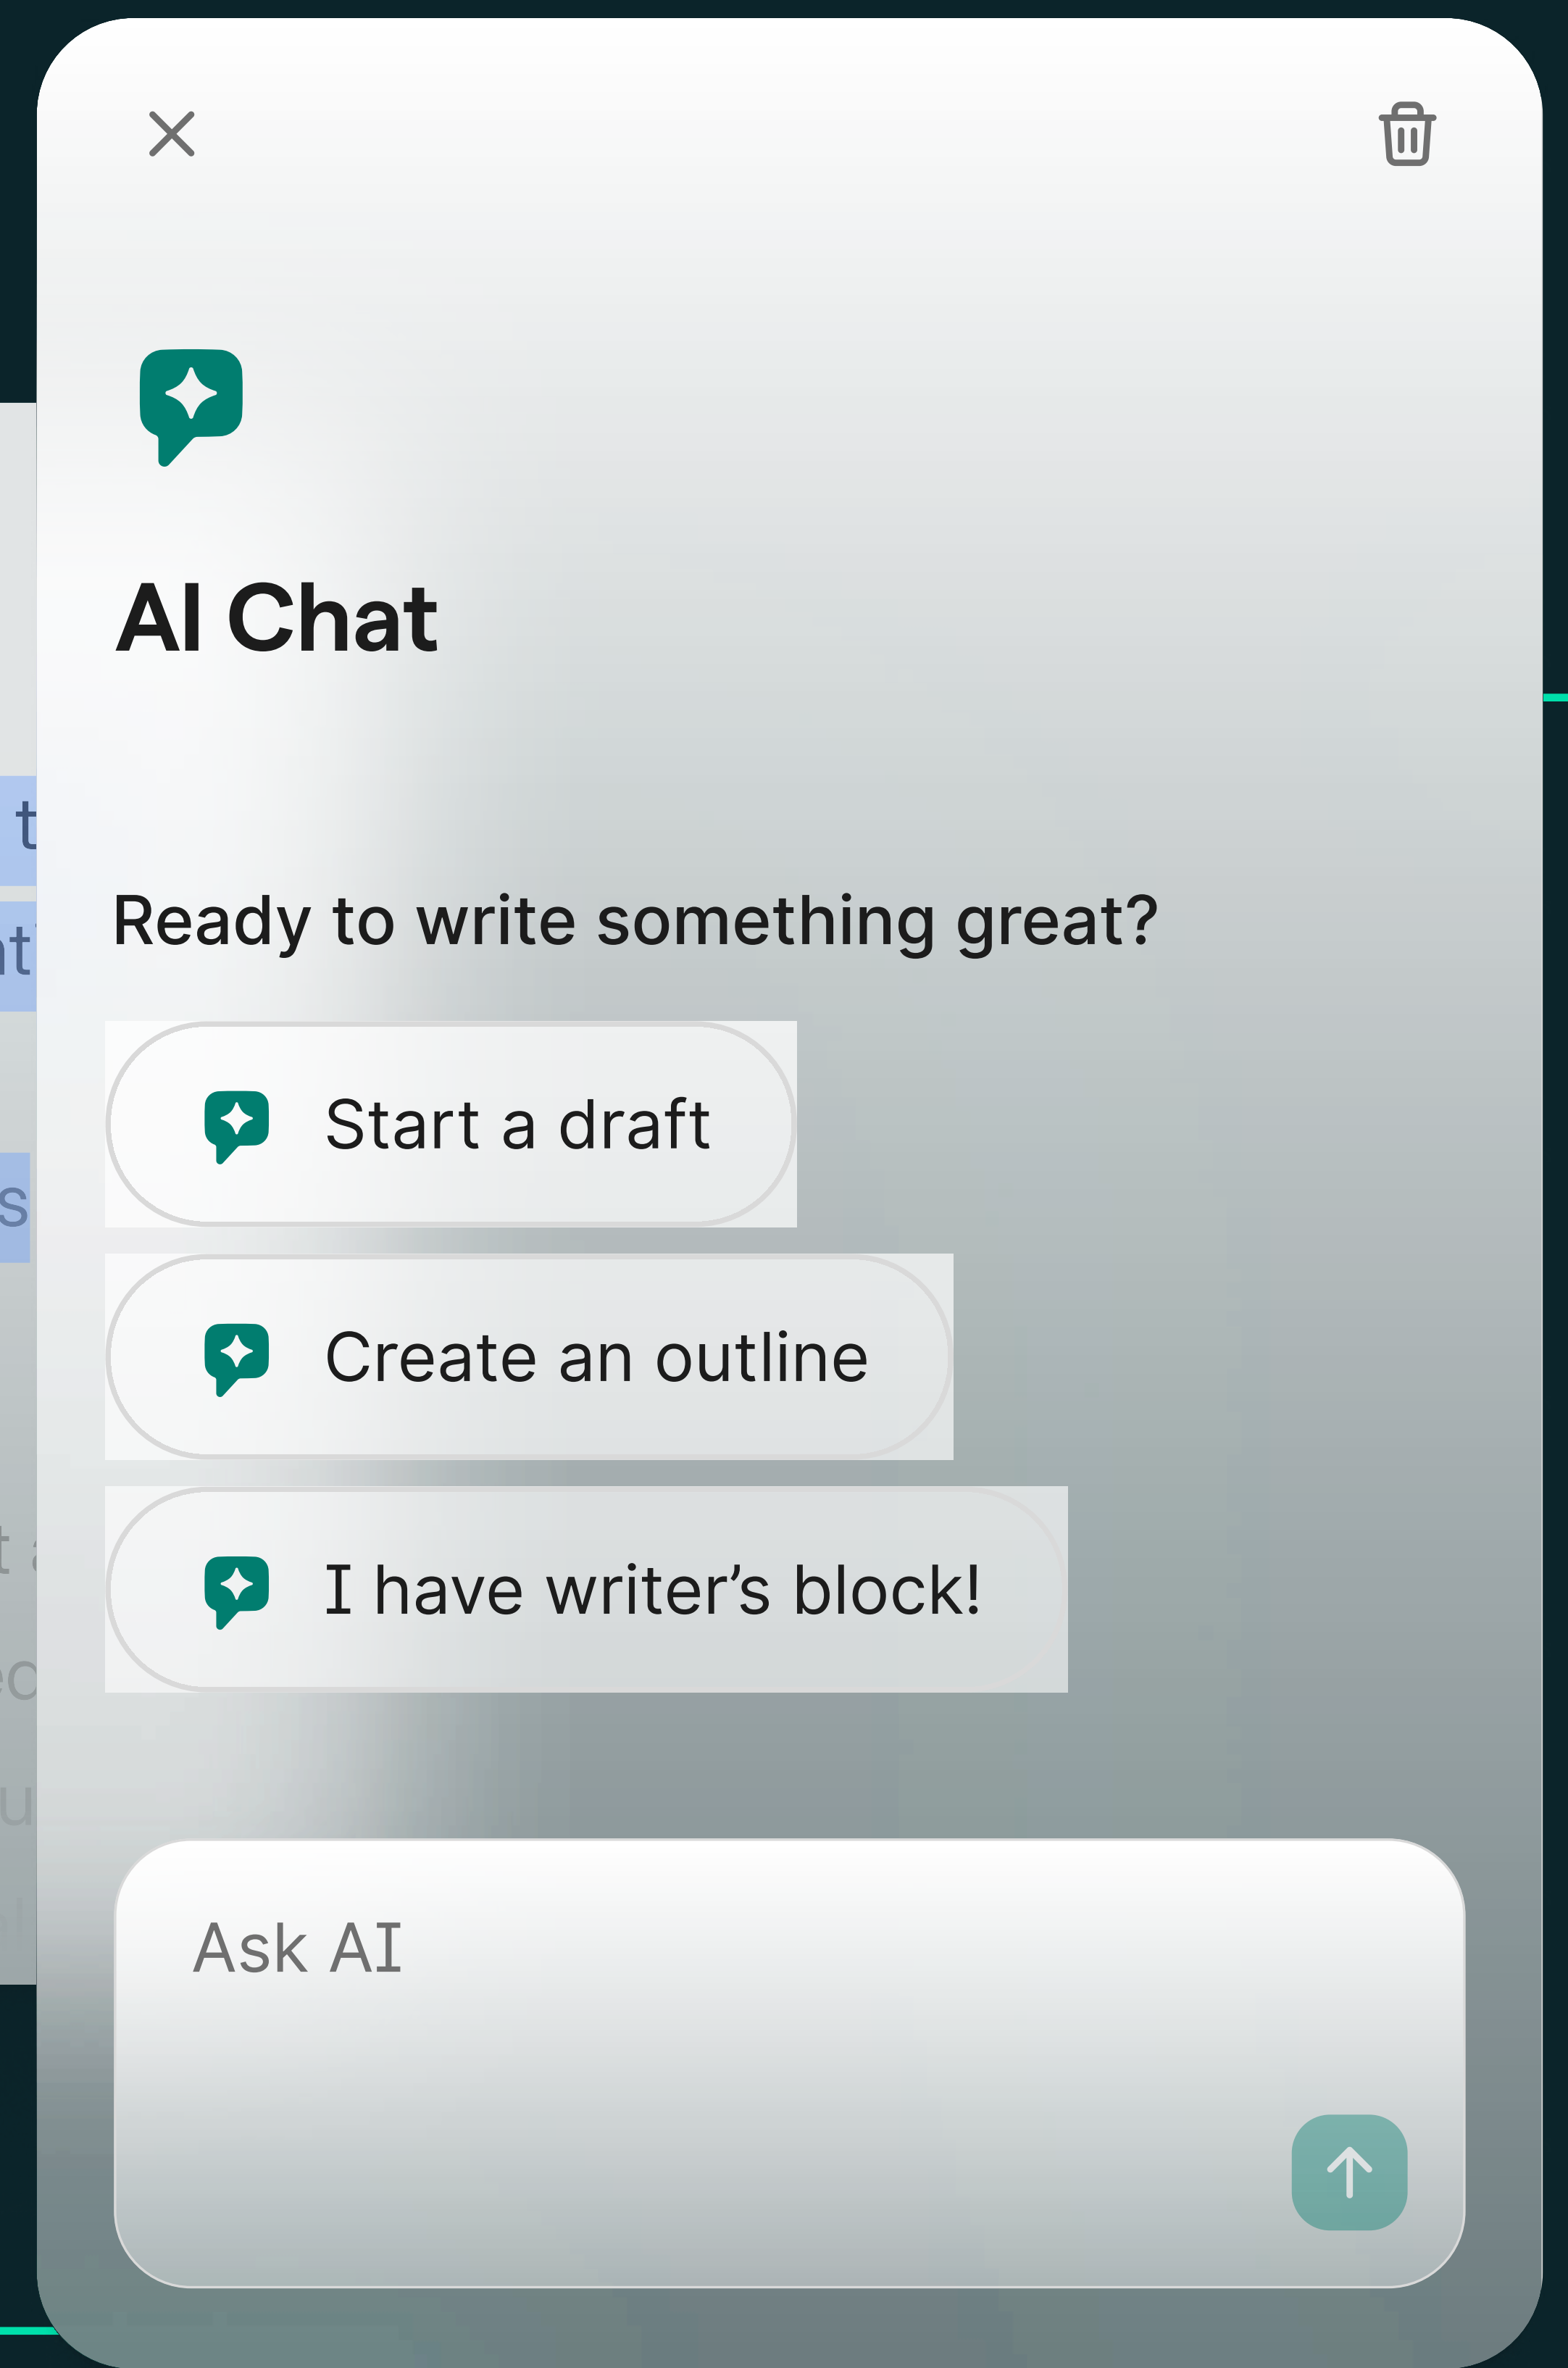 AI Chat
Ready to write something great?
Start a draft
Create an outline
I have writer’s block!
Ask AI